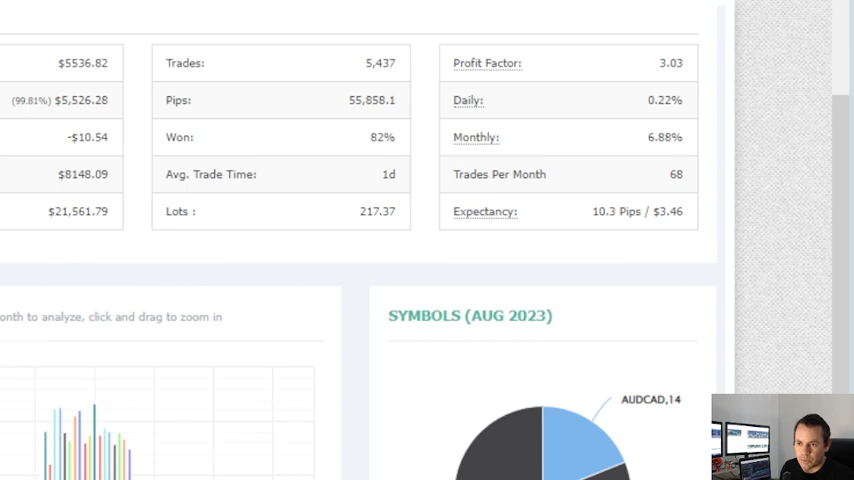 $5536.82
(99.81%) $5,526.28
-$10.54
$8148.09
$21,561.79
Trades: 5,437
Pips: 55,858.1
Won: 82%
Avg. Trade Time: 1d
Lots : 217.37
Profit Factor: 3.03
Daily: 0.22%
Monthly: 6.88%
Trades Per Month 68
Expectancy: 10.3 Pips / $3.46
onth to analyze, click and drag to zoom in
SYMBOLS (AUG 2023)
AUDCAD,14